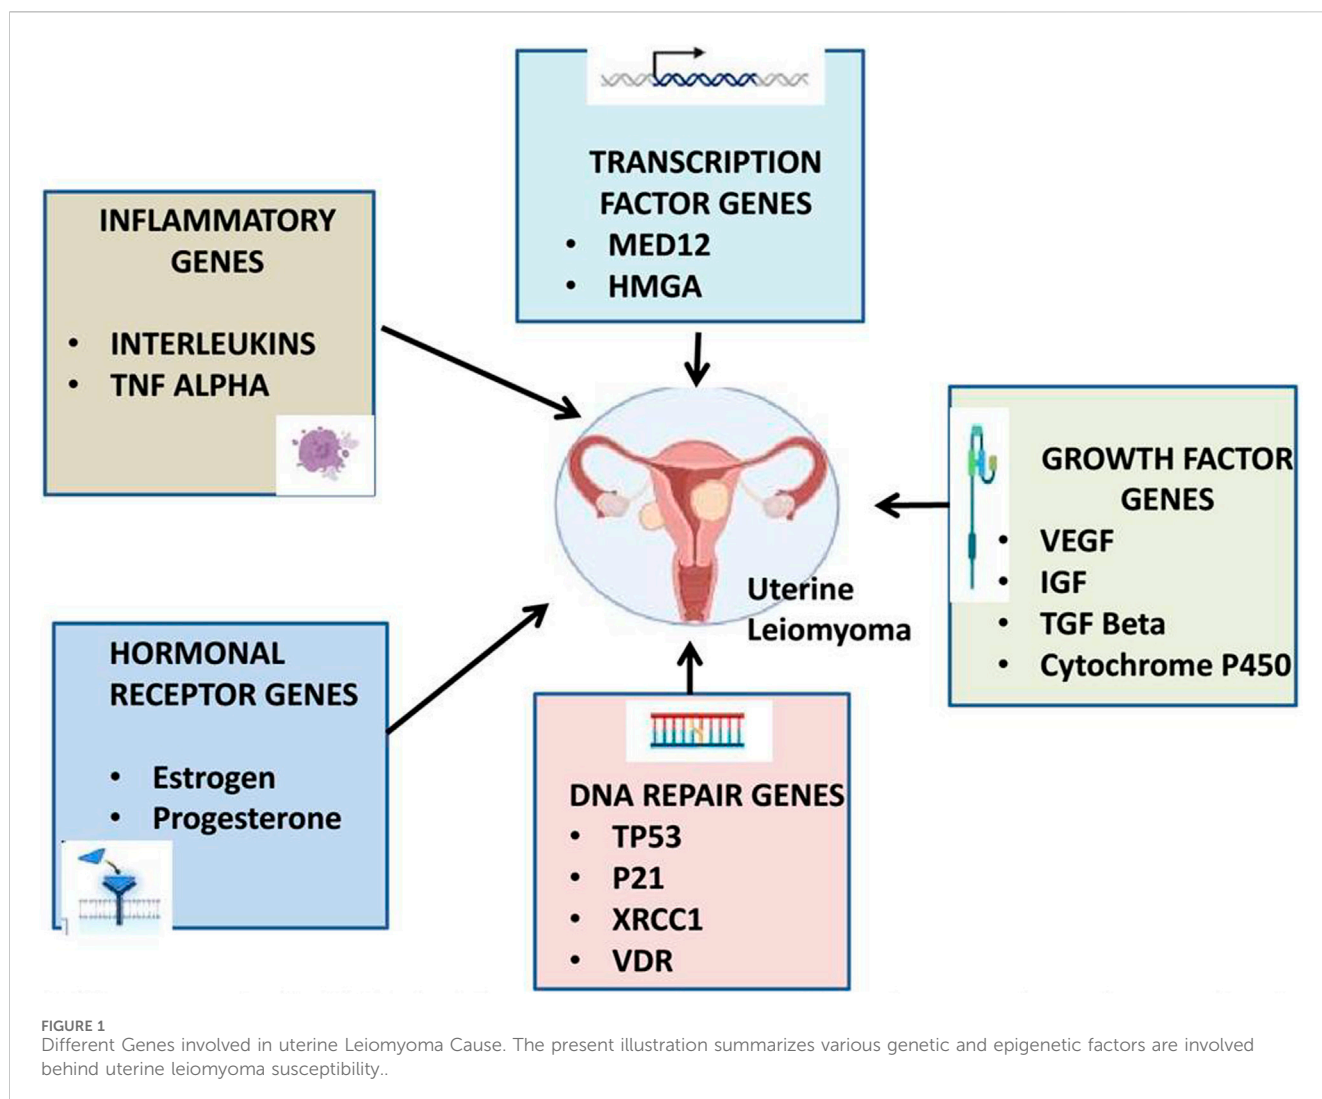 TRANSCRIPTION
FACTOR GENES
• MED12
• HMGA
INFLAMMATORY
GENES
• INTERLEUKINS
• TNF ALPHA
GROWTH FACTOR
GENES
• VEGF
• IGF
• TGF Beta
• Cytochrome P450
Uterine
Leiomyoma
HORMONAL
RECEPTOR GENES
• Estrogen
• Progesterone
DNA REPAIR GENES
• TP53
• P21
• XRCC1
• VDR
FIGURE 1
Different Genes involved in uterine Leiomyoma Cause. The present illustration summarizes various genetic and epigenetic factors are involved
behind uterine leiomyoma susceptibility..